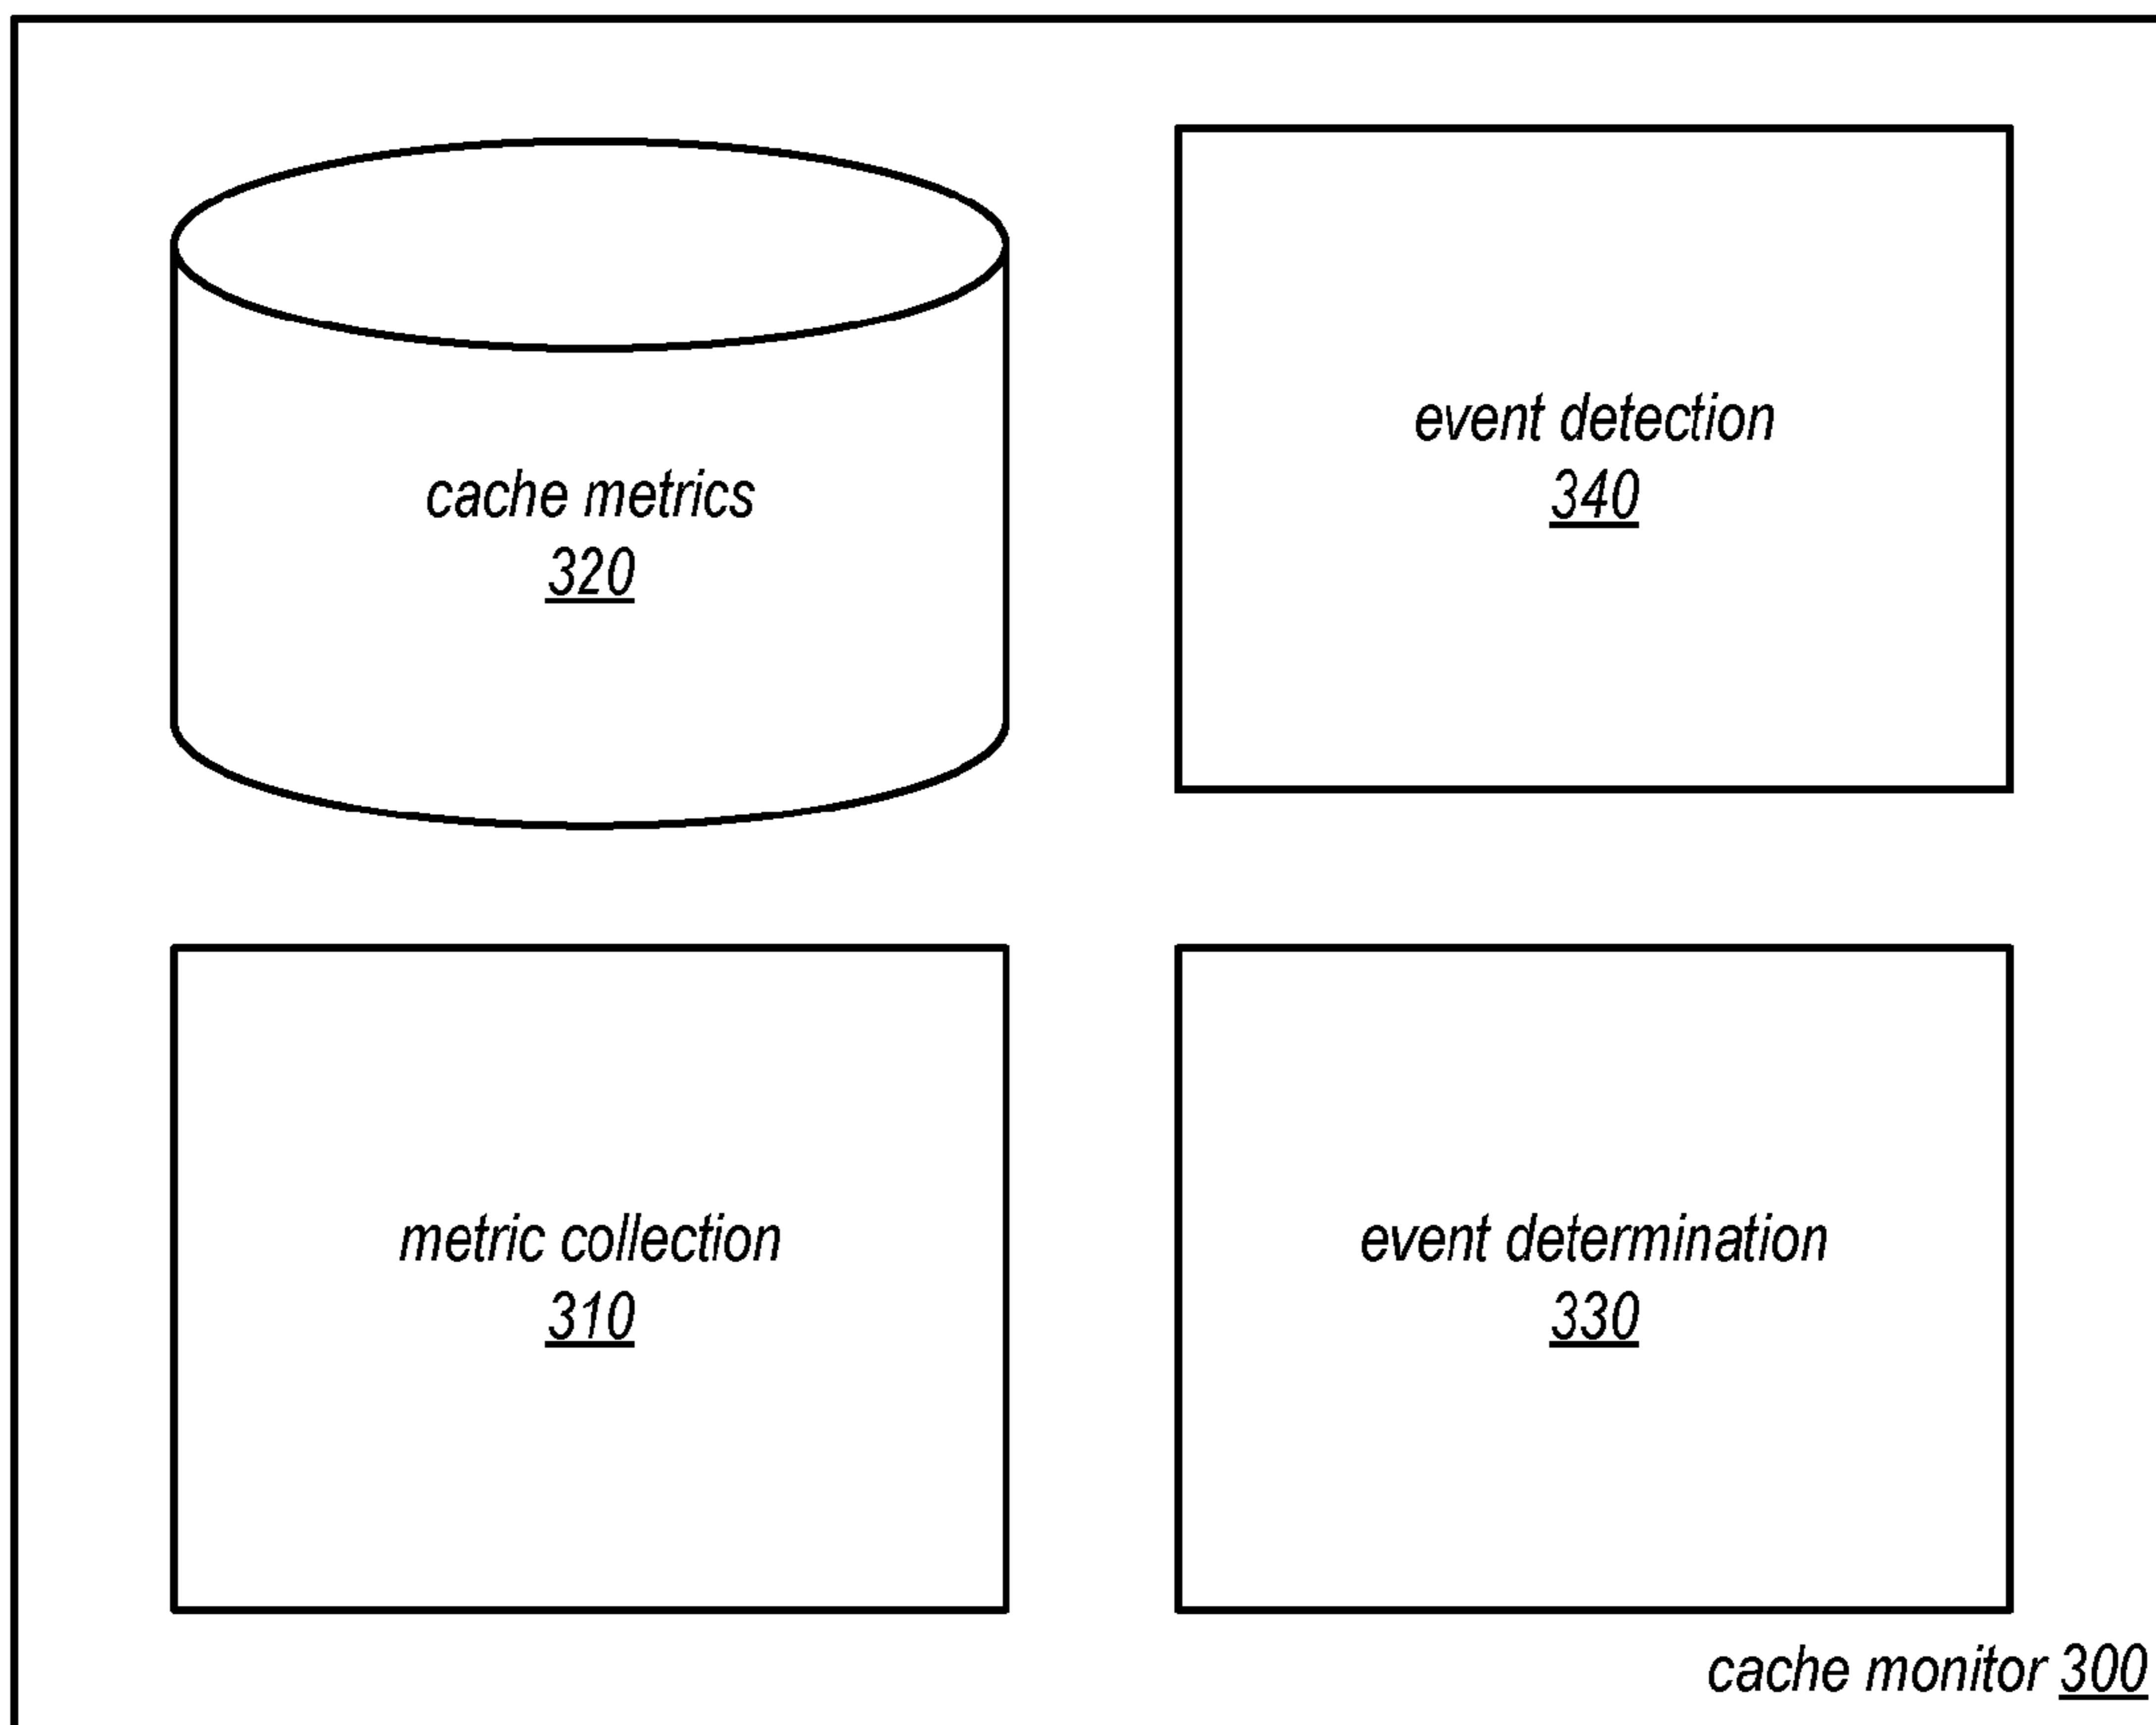 event detection
340
cache metrics
320
metric collection
310
event determination
330
cache monitor 300